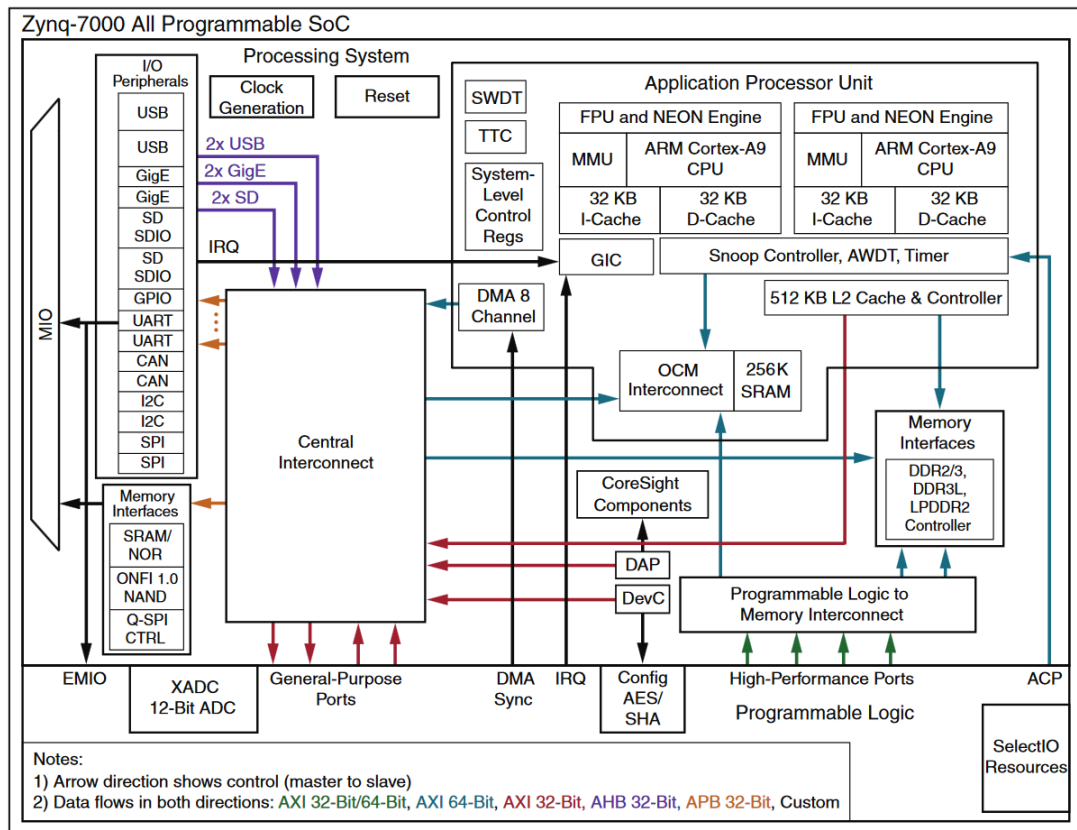 Zynq-7000 All Programmable SoC
Processing System
I/O
Peripherals
USB
USB
GigE
GigE
SD
SDIO
SD
SDIO
GPIO
UART
UART
CAN
CAN
I2C
I2C
SPI
SPI
MIO
Memory
Interfaces
SRAM/
NOR
ONFI 1.0
NAND
Q-SPI
CTRL
Clock
Generation
Reset
2x USB
2x GigE
2x SD
IRQ
Central
Interconnect
Application Processor
Unit
SWDT
TTC
System-
Level
Control
Regs
FPU and NEON Engine
MMU
ARM Cortex-A9
CPU
32 KB
I-Cache
32 KB
D-Cache
FPU and NEON Engine
MMU
ARM Cortex-A9
CPU
32 KB
I-Cache
32 KB
D-Cache
GIC
Snoop Controller, AWDT, Timer
DMA 8
Channel
512 KB L2 Cache & Controller
OCM
Interconnect
256K
SRAM
Memory
Interfaces
DDR2/3,
DDR3L,
LPDDR2
Controller
CoreSight
Components
DAP
DevC
Programmable Logic to
Memory Interconnect
EMIO
XADC
12-Bit ADC
General-Purpose
Ports
DMA
Sync
IRQ
Config
AES/
SHA
High-Performance Ports
ACP
Programmable Logic
SelectIO
Resources
Notes:
1) Arrow direction shows control (master to slave)
2) Data flows in both directions: AXI 32-Bit/64-Bit, AXI 64-Bit, AXI 32-Bit, AHB 32-Bit, APB 32-Bit, Custom